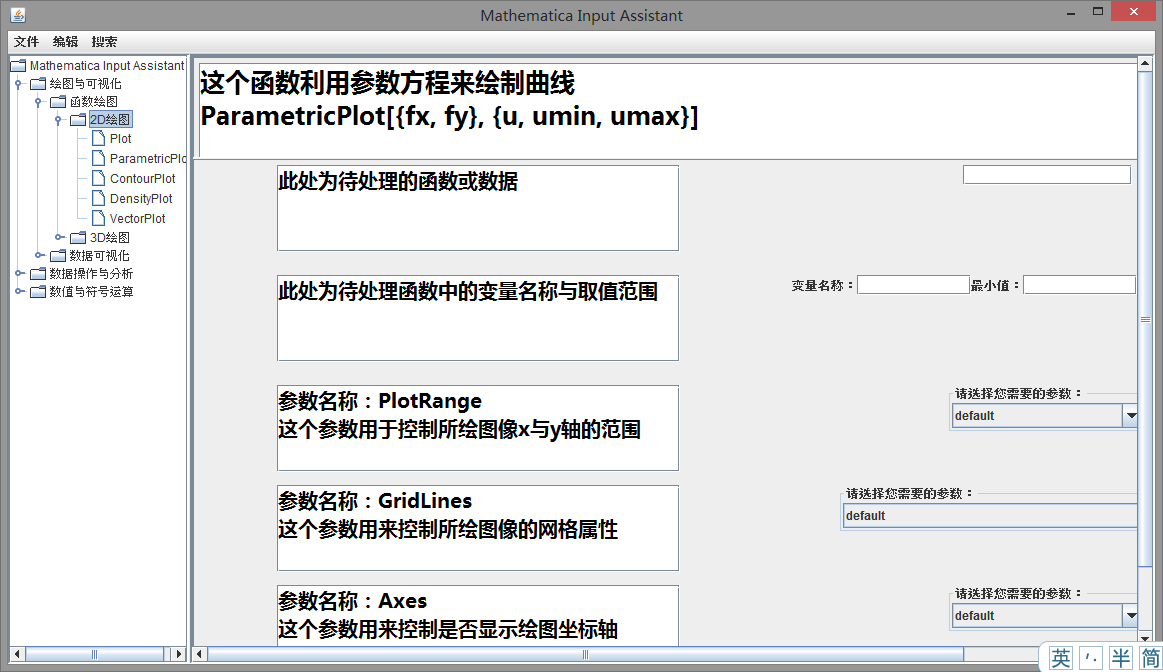 Mathematica Input Assistant
文件 编辑 搜索
Mathematica Input Assistant
绘图与可视化
函数绘图
2D绘图
Plot
ParametricPlo
ContourPlot
DensityPlot
VectorPlot
3D绘图
数据可视化
数据操作与分析
数值与符号运算
这个函数利用参数方程来绘制曲线
ParametricPlot[{fx, fy}, {u, umin, umax}]
此处为待处理的函数或数据
此处为待处理函数中的变量名称与取值范围
变量名称： 最小值：
参数名称：PlotRange
这个参数用于控制所绘图像x与y轴的范围
请选择您需要的参数：
default
参数名称：GridLines
这个参数用来控制所绘图像的网格属性
请选择您需要的参数：
default
参数名称：Axes
这个参数用来控制是否显示绘图坐标轴
请选择您需要的参数：
default
英 半 简